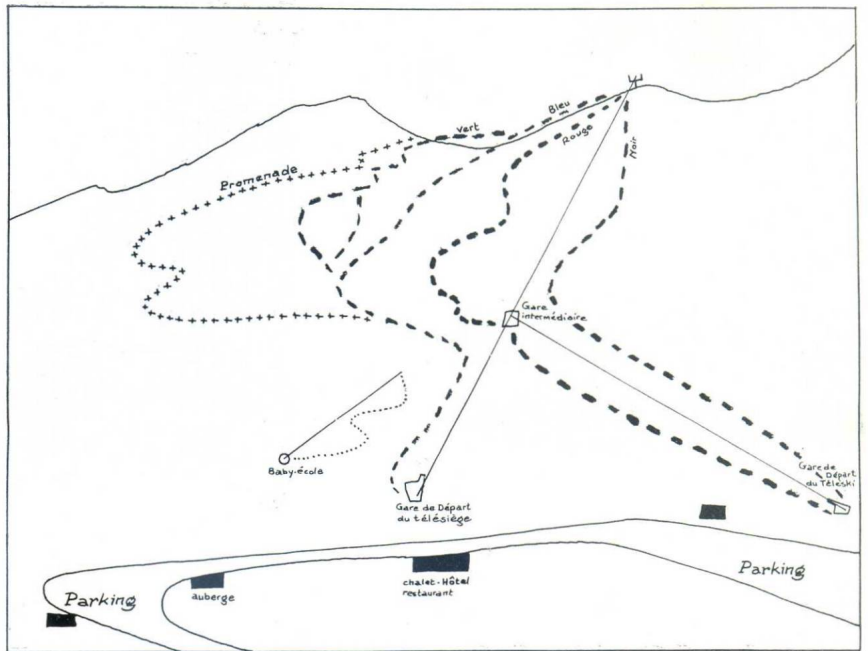 Bleu
Vert
Rouge
Noir
Promenade
Gare
intermédiaire
Baby-école
Gare de Départ
du Téléski
Gare de Départ
du télésiège
Parking
auberge
chalet-Hôtel
restaurant
Parking